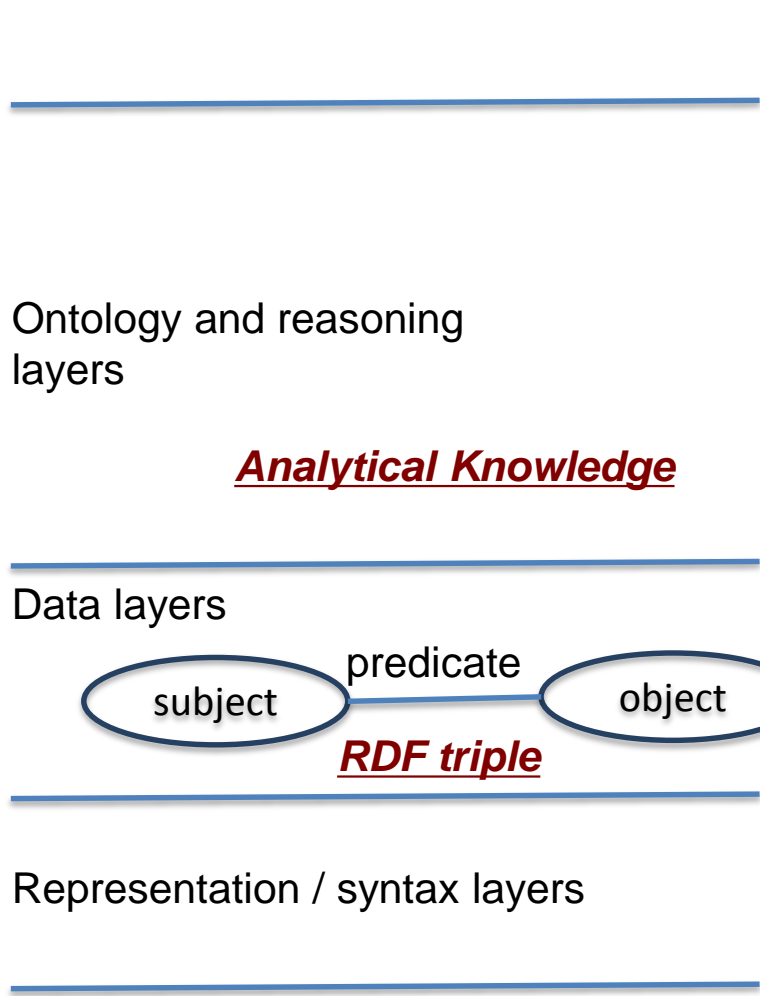 Ontology and reasoning
layers
Analytical Knowledge
Data layers
predicate
subject
object
RDF triple
Representation / syntax layers